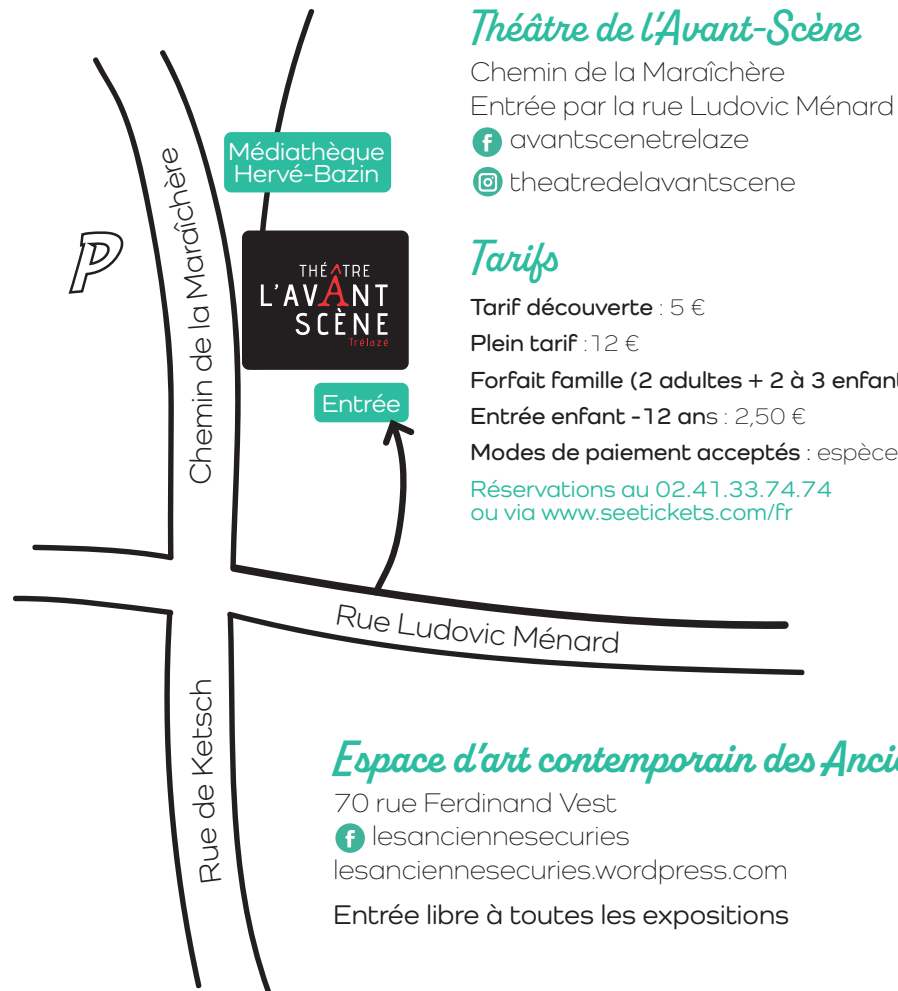 Théâtre de l'Avant-Scène
Chemin de la Maraîchère
Entrée par la rue Ludovic Ménard
avantscenetrelaze
theatredelavantscene
Médiathèque
Hervé-Bazin
Chemin de la Maraîchère
P
THÉÂTRE
L'AVANT
SCÈNE
Trélazé
Entrée
Tarifs
Tarif découverte : 5 €
Plein tarif :12 €
Forfait famille (2 adultes + 2 à 3
Entrée enfant -12 ans : 2,50 €
Modes de paiement acceptés :
Réservations au 02.41.33.74.74
ou via www.seetickets.com/fr
Rue Ludovic Ménard
Rue de Ketsch
Espace d'art contemporain des
70 rue Ferdinand Vest
lesanciennesecuries
lesanciennesecuries.wordpress.com
Entrée libre à toutes les expositions